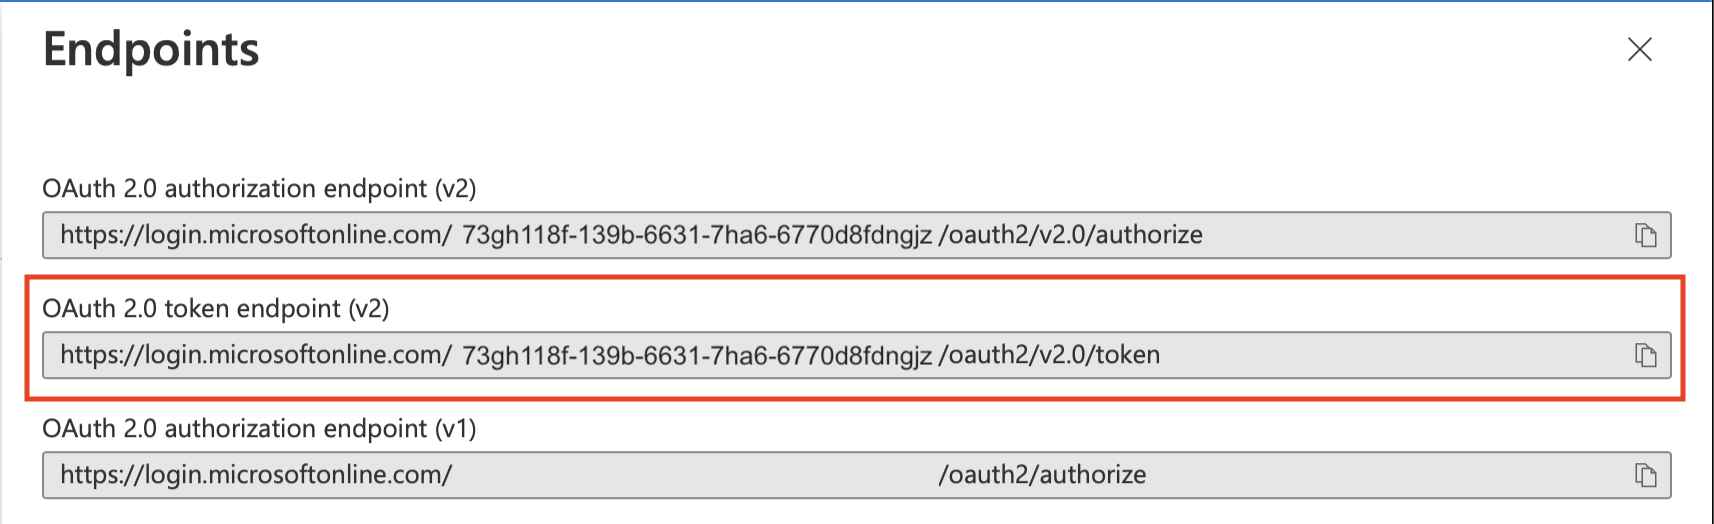 Endpoints
OAuth 2.0 authorization endpoint (v2)
https://login.microsoftonline.com/ 73gh118f-139b-6631-7ha6-6770d8fdngjz /oauth2/v2.0/authorize
OAuth 2.0 token endpoint (v2)
https://login.microsoftonline.com/ 73gh118f-139b-6631-7ha6-6770d8fdngjz /oauth2/v2.0/token
OAuth 2.0 authorization endpoint (v1)
https://login.microsoftonline.com/ /oauth2/authorize